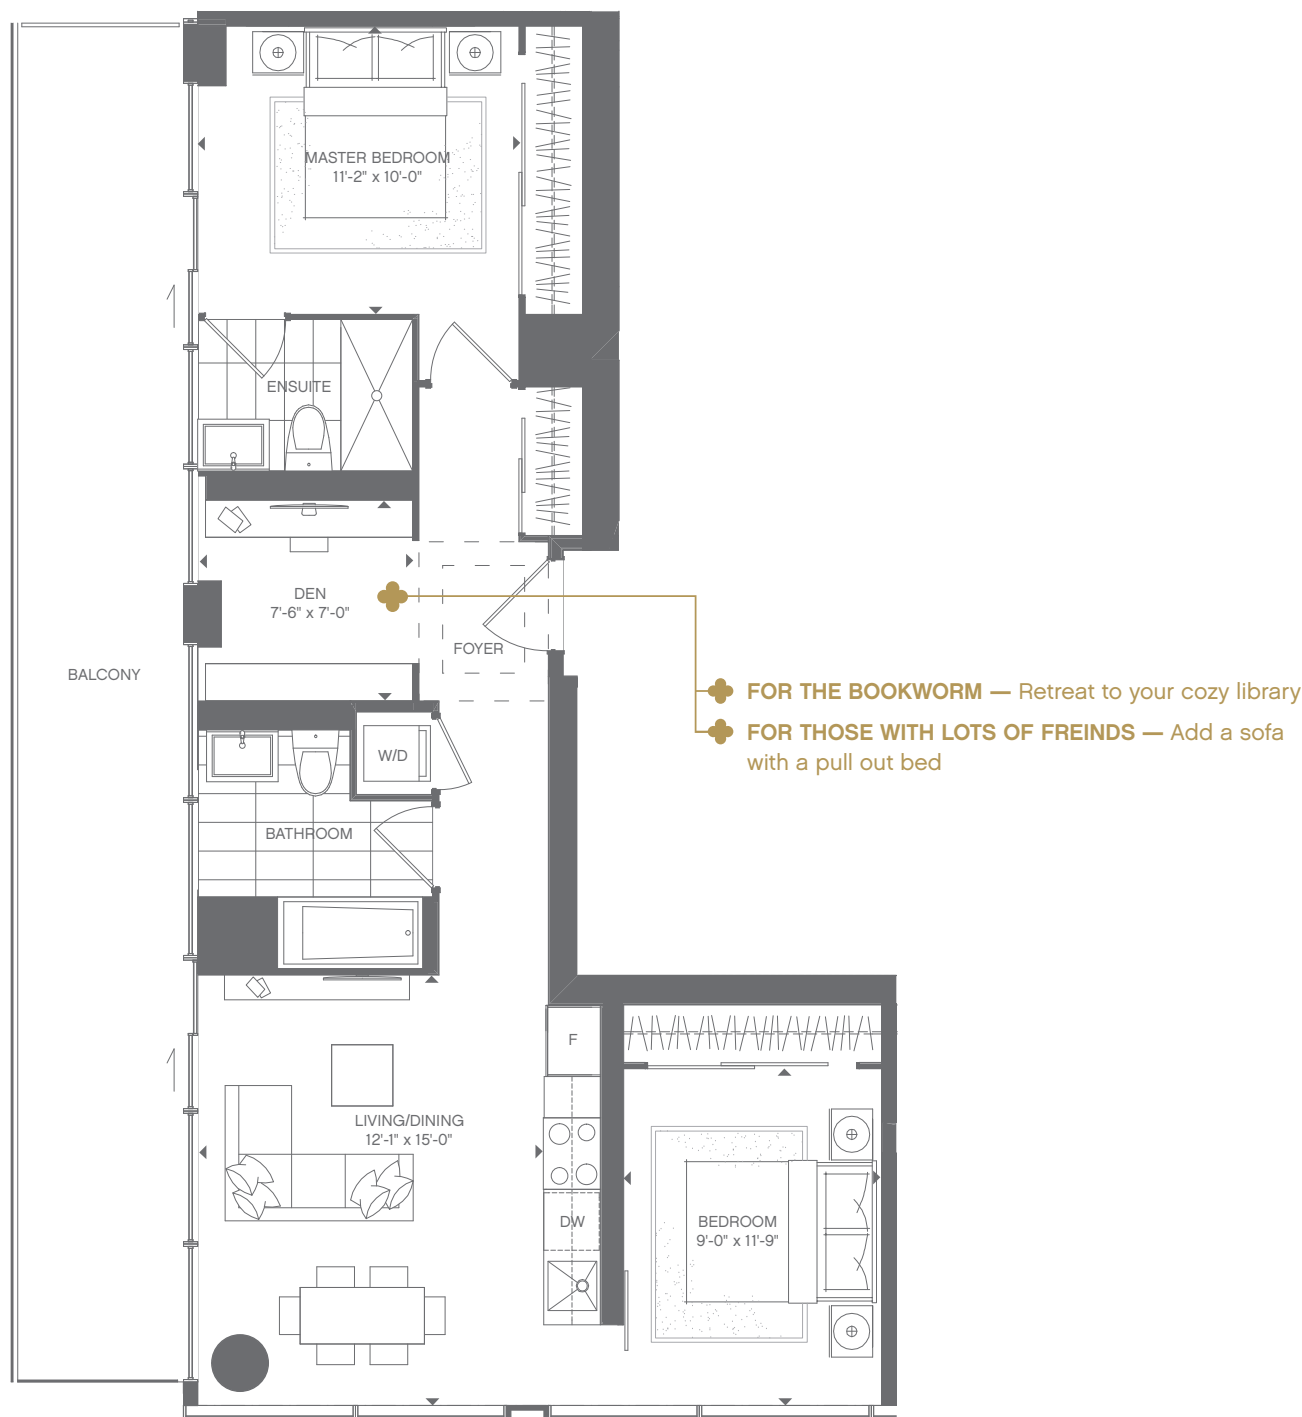 MASTER BEDROOM
11'-2" x 10'-0"
ENSUITE
DEN
7'-6" x 7'-0"
FOYER
BALCONY
FOR THE BOOKWORM — Retreat to your cozy library
FOR THOSE WITH LOTS OF FREINDS — Add a sofa
with a pull out bed
W/D
BATHROOM
F
LIVING/DINING
12'-1" x 15'-0"
DW
BEDROOM
9'-0" x 11'-9"